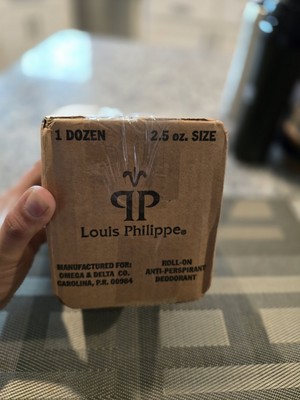 1 DOZEN 2.5 oz. SIZE
Louis Philippe®
MANUFACTURED FOR: ROLL-ON
OMEGA & DELTA CO. ANTI-PERSPIRANT
CAROLINA, P.R. 00984 DEODORANT